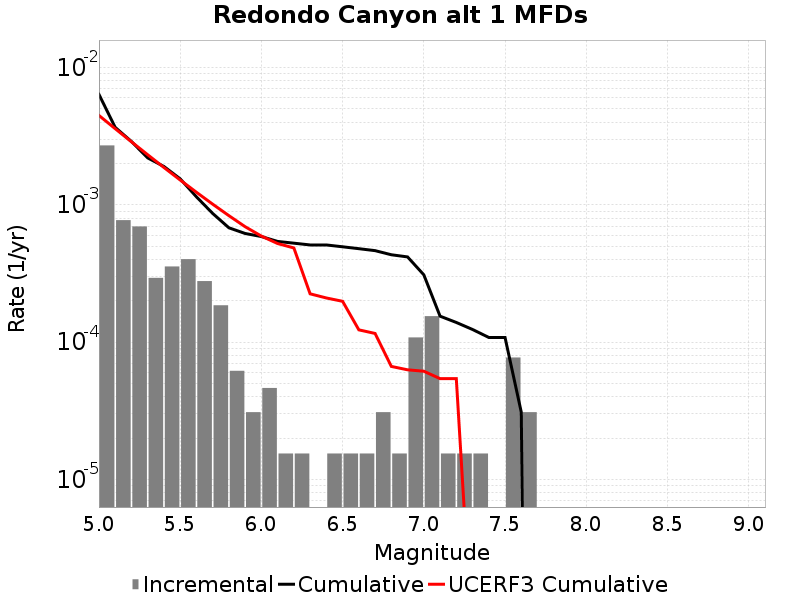 Redondo Canyon alt 1 MFDs
Rate (1/yr)
10-2
10-3
10-4
10-5
5.0 5.5 6.0 6.5 7.0 7.5 8.0 8.5 9.0
Magnitude
Incremental Cumulative UCERF3 Cumulative